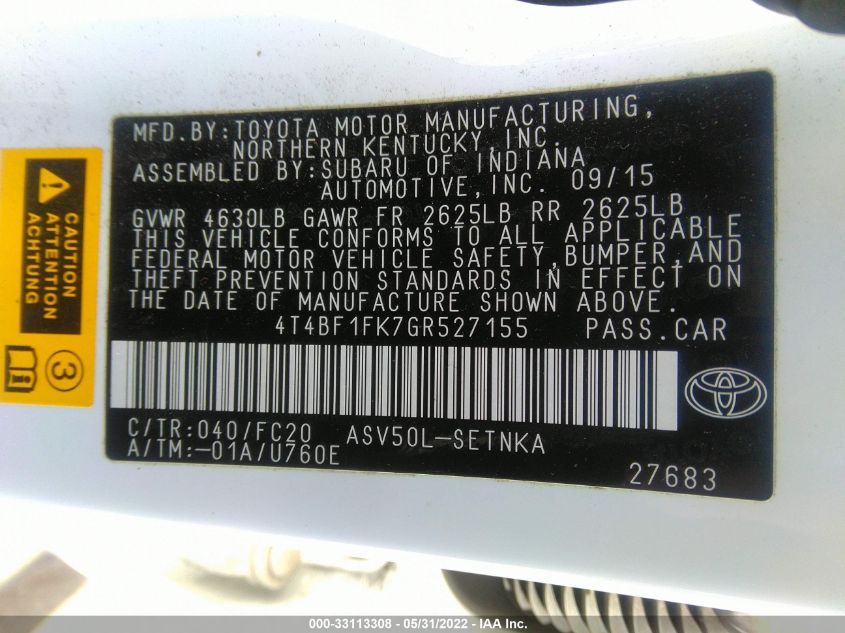 MFD.BY:TOYOTA MOTOR MANUFACTURING,
NORTHERN KENTUCKY,INC.
ASSEMBLED BY:SUBARU OF INDIANA
AUTOMOTIVE,INC. 09/15
GVWR 4630LB GAWR FR 2625LB RR 2625LB
THIS VEHICLE CONFORMS TO ALL APPLICABLE
FEDERAL MOTOR VEHICLE SAFETY,BUMPER,AND
THEFT PREVENTION STANDARDS IN EFFECT ON
THE DATE OF MANUFACTURE SHOWN ABOVE.
4T4BF1FK7GR527155 PASS.CAR
C/TR:040/FC20 ASV50L-SETNKA
A/TM:-01A/U760E
27683
CAUTION
ATTENTION
ACHTUNG
3
000-33113308 - 05/31/2022 - IAA Inc.